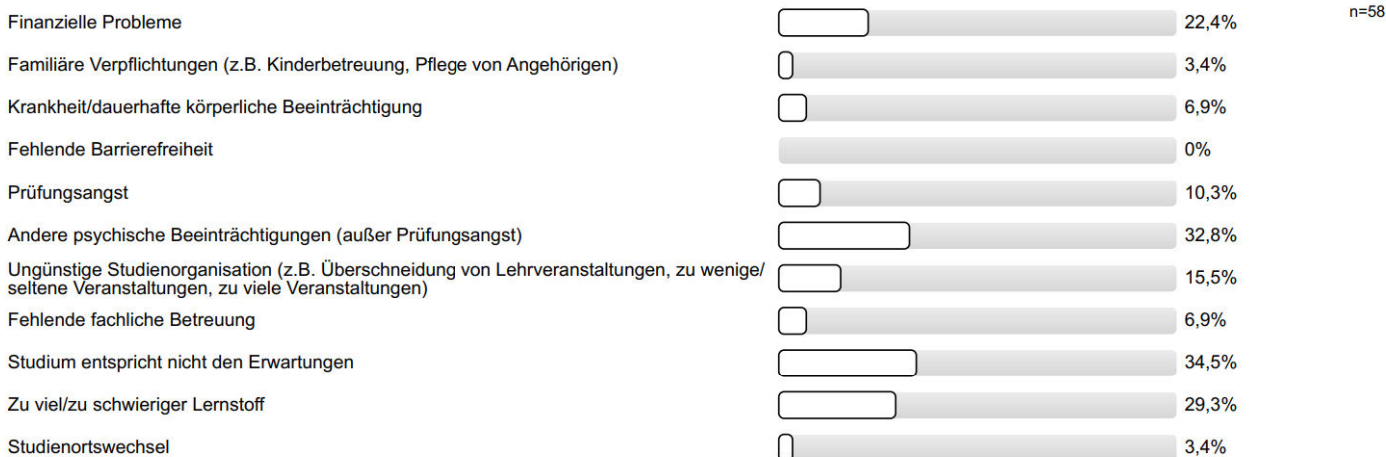 Finanzielle Probleme 22,4% n=58
Familiäre Verpflichtungen (z.B. Kinderbetreuung, Pflege von Angehörigen) 3,4%
Krankheit/dauerhafte körperliche Beeinträchtigung 6,9%
Fehlende Barrierefreiheit 0%
Prüfungsangst 10,3%
Andere psychische Beeinträchtigungen (außer Prüfungsangst) 32,8%
Ungünstige Studienorganisation (z.B. Überschneidung von Lehrveranstaltungen, zu wenige/
seltene Veranstaltungen, zu viele Veranstaltungen) 15,5%
Fehlende fachliche Betreuung 6,9%
Studium entspricht nicht den Erwartungen 34,5%
Zu viel/zu schwieriger Lernstoff 29,3%
Studienortswechsel 3,4%